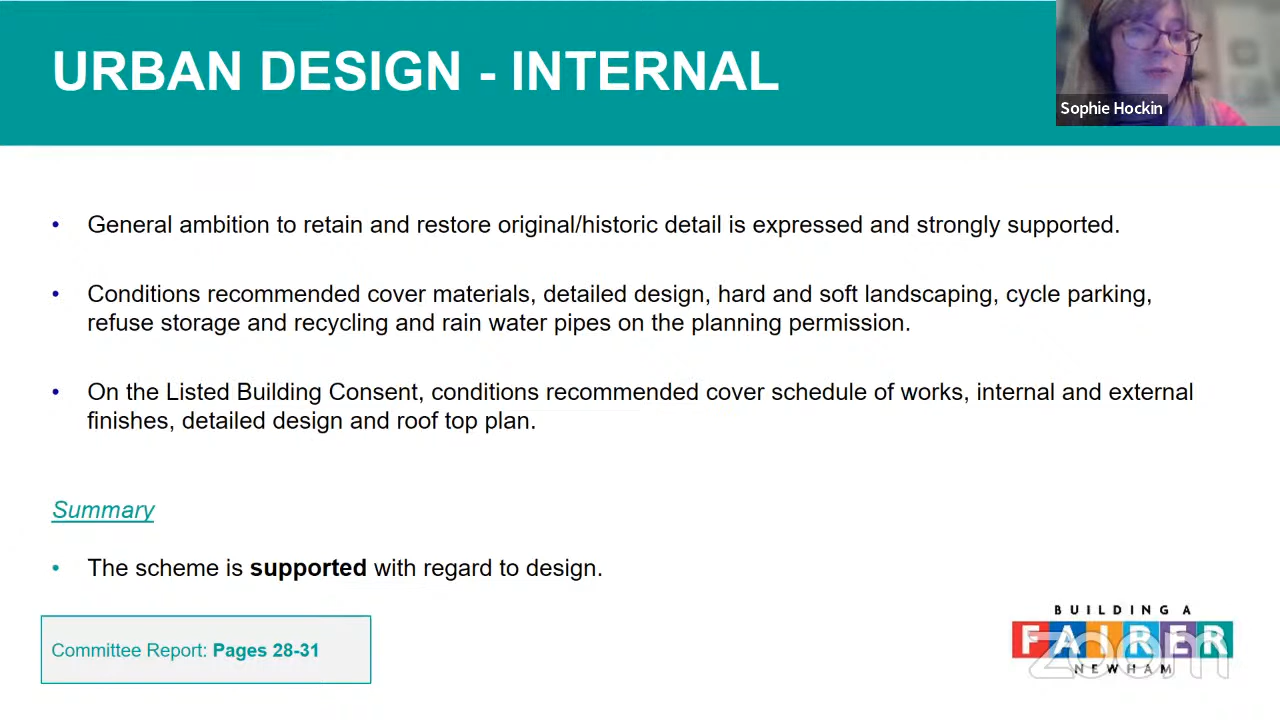 URBAN DESIGN - INTERNAL
Sophie Hockin
• General ambition to retain and restore original/historic detail is expressed and strongly supported.
• Conditions recommended cover materials, detailed design, hard and soft landscaping, cycle parking,
refuse storage and recycling and rain water pipes on the planning permission.
• On the Listed Building Consent, conditions recommended cover schedule of works, internal and external
finishes, detailed design and roof top plan.
Summary
• The scheme is supported with regard to design.
Committee Report: Pages 28-31
BUILDING A
FAIRER
NEWHAM
zoom